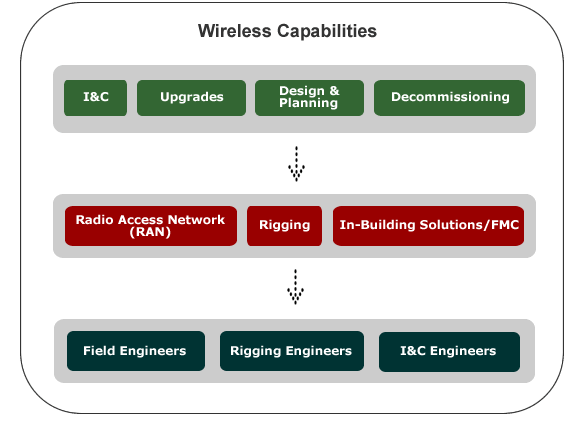 Wireless Capabilities
I&C
Upgrades
Design &
Planning
Decommissioning
Radio Access Network
(RAN)
Rigging
In-Building Solutions/FMC
Field Engineers
Rigging Engineers
I&C Engineers